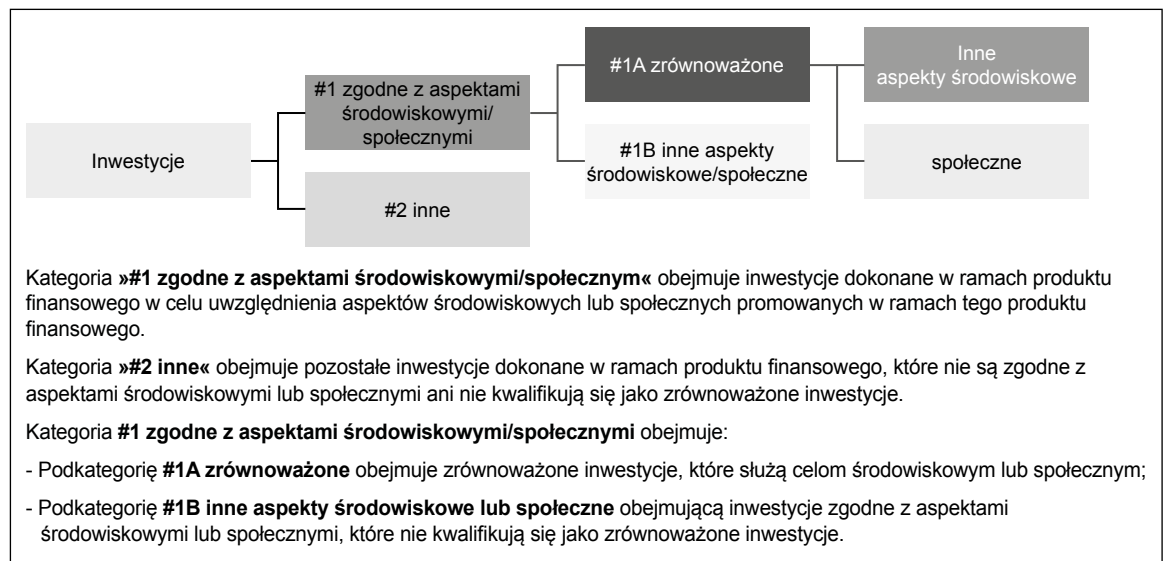 Inwestycje
#1 zgodne z aspektami
środowiskowymi/
społecznymi
#2 inne
#1A zrównoważone
#1B inne aspekty
środowiskowe/społeczne
Inne
aspekty środowiskowe
społeczne
Kategoria »#1 zgodne z aspektami środowiskowymi/społecznym« obejmuje inwestycje dokonane w ramach produktu
finansowego w celu uwzględnienia aspektów środowiskowych lub społecznych promowanych w ramach tego produktu
finansowego.
Kategoria »#2 inne« obejmuje pozostałe inwestycje dokonane w ramach produktu finansowego, które nie są zgodne z
aspektami środowiskowymi lub społecznymi ani nie kwalifikują się jako zrównoważone inwestycje.
Kategoria #1 zgodne z aspektami środowiskowymi/społecznymi obejmuje:
- Podkategorię #1A zrównoważone obejmuje zrównoważone inwestycje, które służą celom środowiskowym lub społecznym;
- Podkategorię #1B inne aspekty środowiskowe lub społeczne obejmującą inwestycje zgodne z aspektami
środowiskowymi lub społecznymi, które nie kwalifikują się jako zrównoważone inwestycje.